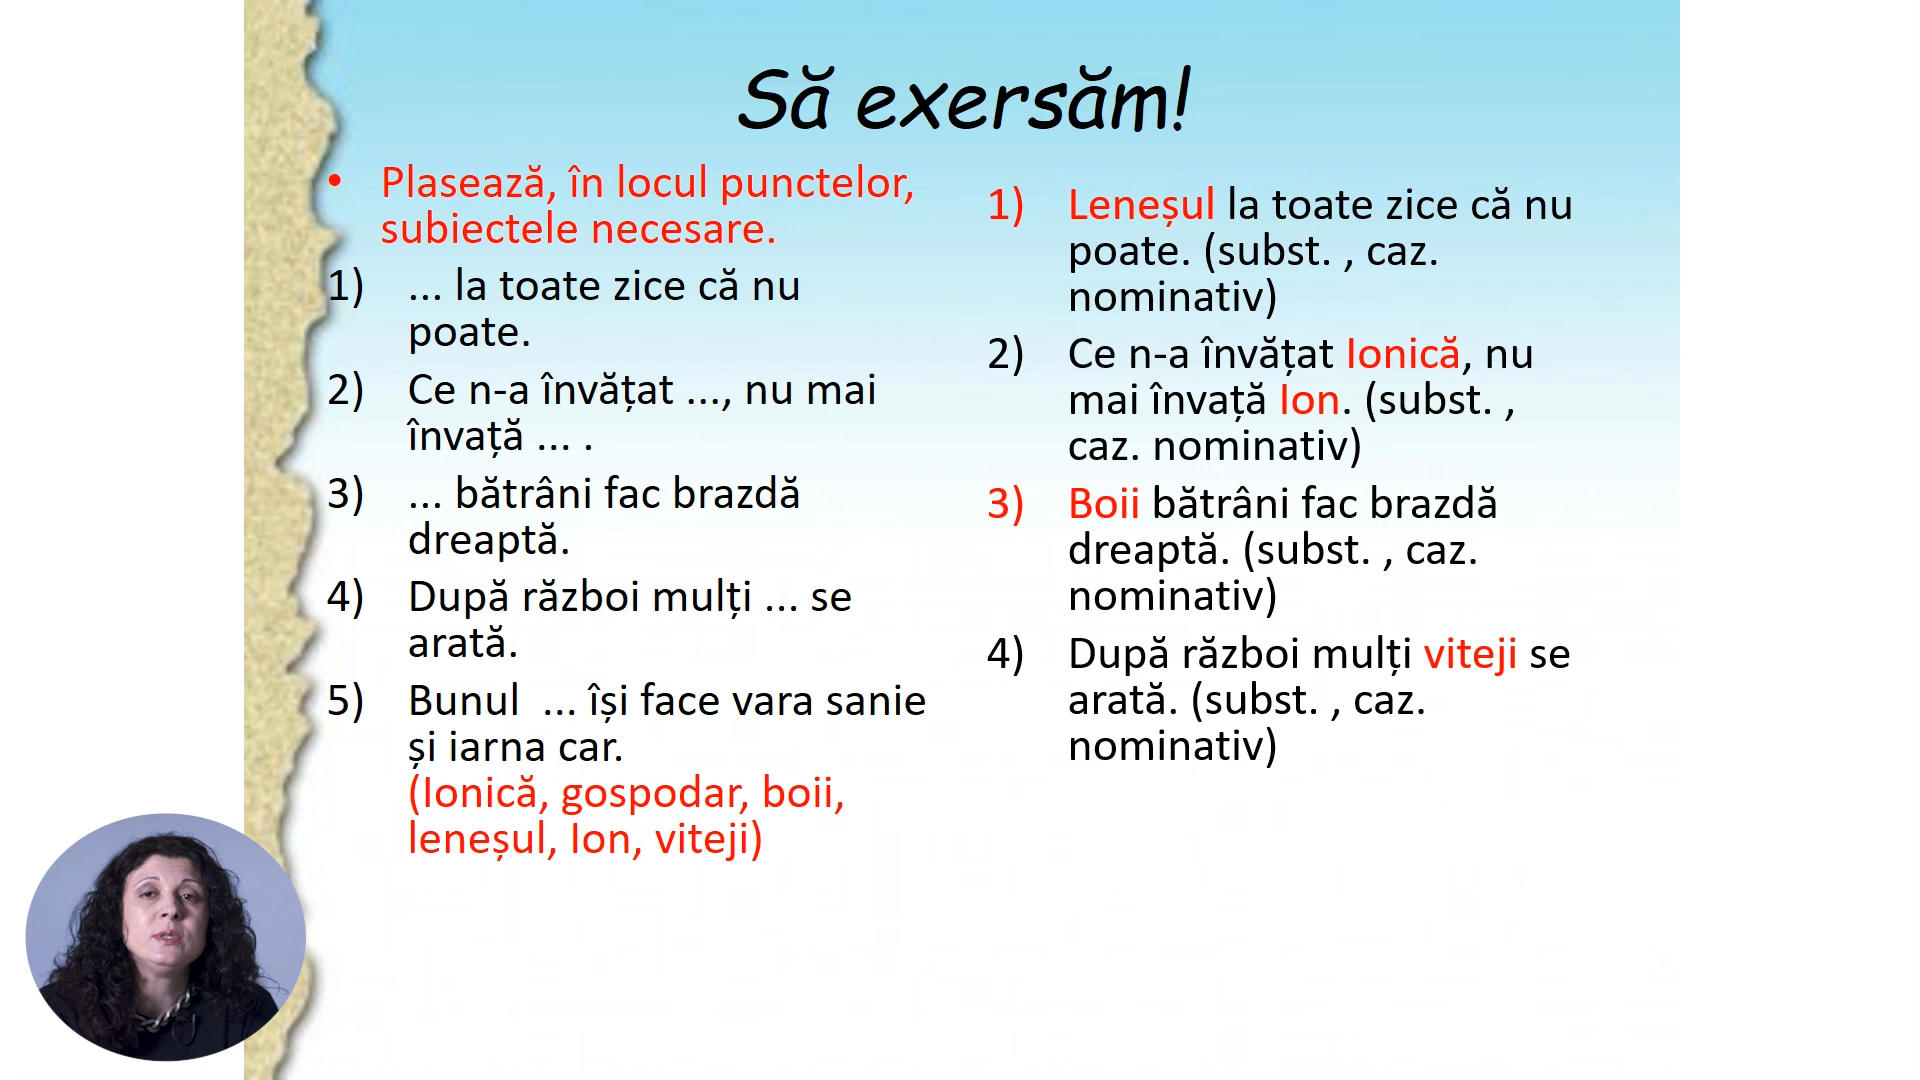 Să exersăm!
• Plasează, în locul punctelor,
subiectele necesare.
1) ... la toate zice că nu
poate.
2) Ce n-a învățat ..., nu mai
învață ... .
3) ... bătrâni fac brazdă
dreaptă.
4) După război mulți ... se
arată.
5) Bunul ... își face vara sanie
și iarna car.
(Ionică, gospodar, boii,
leneșul, Ion, viteji)
1) Leneșul la toate zice că nu
poate. (subst. , caz.
nominativ)
2) Ce n-a învățat Ionică, nu
mai învață Ion. (subst. ,
caz. nominativ)
3) Boii bătrâni fac brazdă
dreaptă. (subst. , caz.
nominativ)
4) După război mulți viteji se
arată. (subst. , caz.
nominativ)